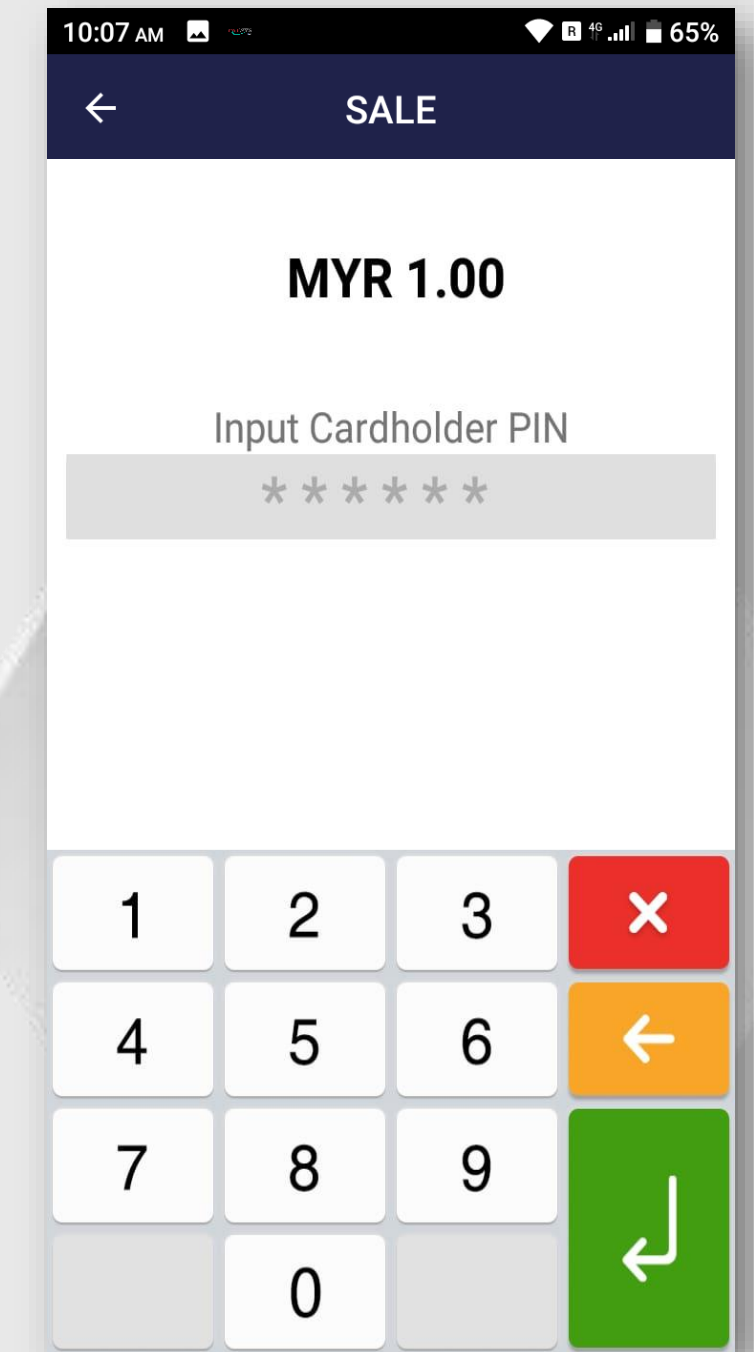 10:07 AM R 4G 65%
SALE
MYR 1.00
Input Cardholder PIN
******
1 2 3
4 5 6
7 8 9
0